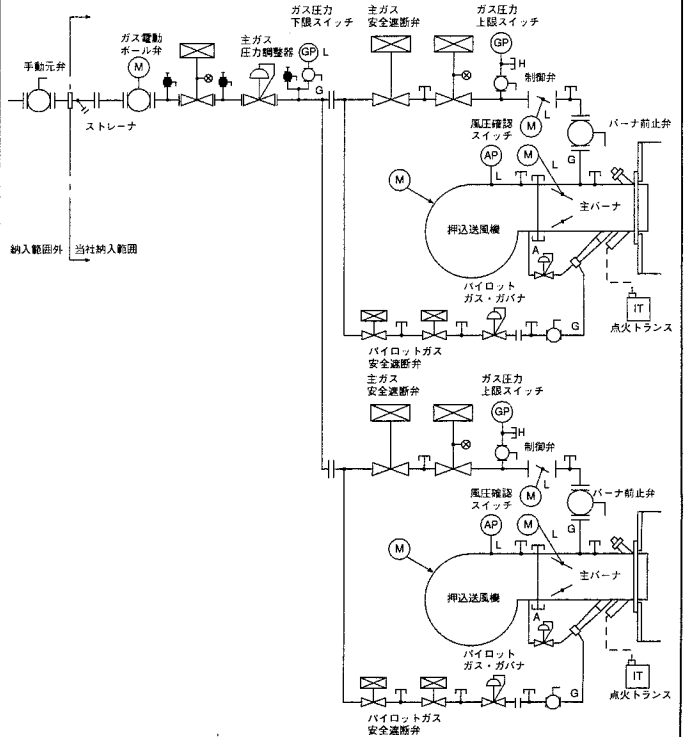 ガス圧力
下限スイッチ
主ガス
安全遮断弁
ガス圧力
上限スイッチ
ガス電動
ボール弁
主ガス
圧力調整器
手動元弁
M
GP
L
GP
H
G
制御弁
L
M
ストレーナ
風圧確認
スイッチ
バーナ前止弁
AP
L
M
L
G
M
主バーナ
押込送風機
納入範囲外
当社納入範囲
A
パイロット
ガス・ガバナ
IT
点火トランス
G
パイロットガス
安全遮断弁
主ガス
安全遮断弁
ガス圧力
上限スイッチ
GP
H
制御弁
L
M
風圧確認
スイッチ
バーナ前止弁
AP
L
M
L
G
M
主バーナ
押込送風機
A
パイロット
ガス・ガバナ
IT
点火トランス
G
パイロットガス
安全遮断弁